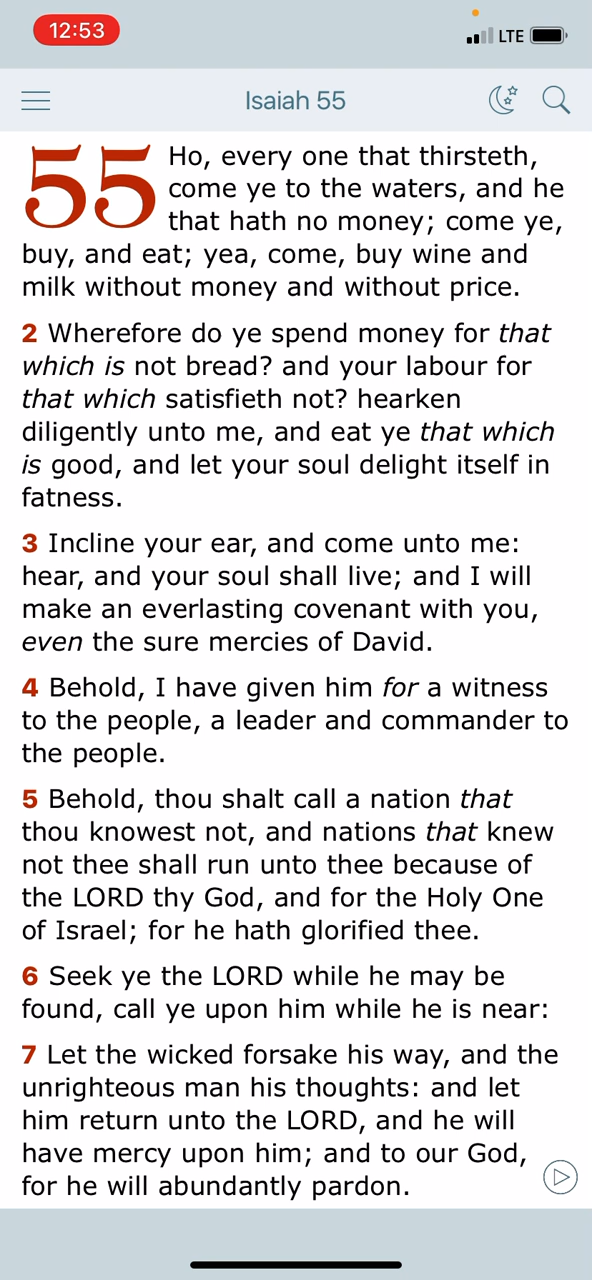 12:53
LTE
Isaiah 55
55 Ho, every one that thirsteth,
come ye to the waters, and he
that hath no money; come ye,
buy, and eat; yea, come, buy wine and
milk without money and without price.
2 Wherefore do ye spend money for that
which is not bread? and your labour for
that which satisfieth not? hearken
diligently unto me, and eat ye that which
is good, and let your soul delight itself in
fatness.
3 Incline your ear, and come unto me:
hear, and your soul shall live; and I will
make an everlasting covenant with you,
even the sure mercies of David.
4 Behold, I have given him for a witness
to the people, a leader and commander to
the people.
5 Behold, thou shalt call a nation that
thou knowest not, and nations that knew
not thee shall run unto thee because of
the LORD thy God, and for the Holy One
of Israel; for he hath glorified thee.
6 Seek ye the LORD while he may be
found, call ye upon him while he is near:
7 Let the wicked forsake his way, and the
unrighteous man his thoughts: and let
him return unto the LORD, and he will
have mercy upon him; and to our God,
for he will abundantly pardon.